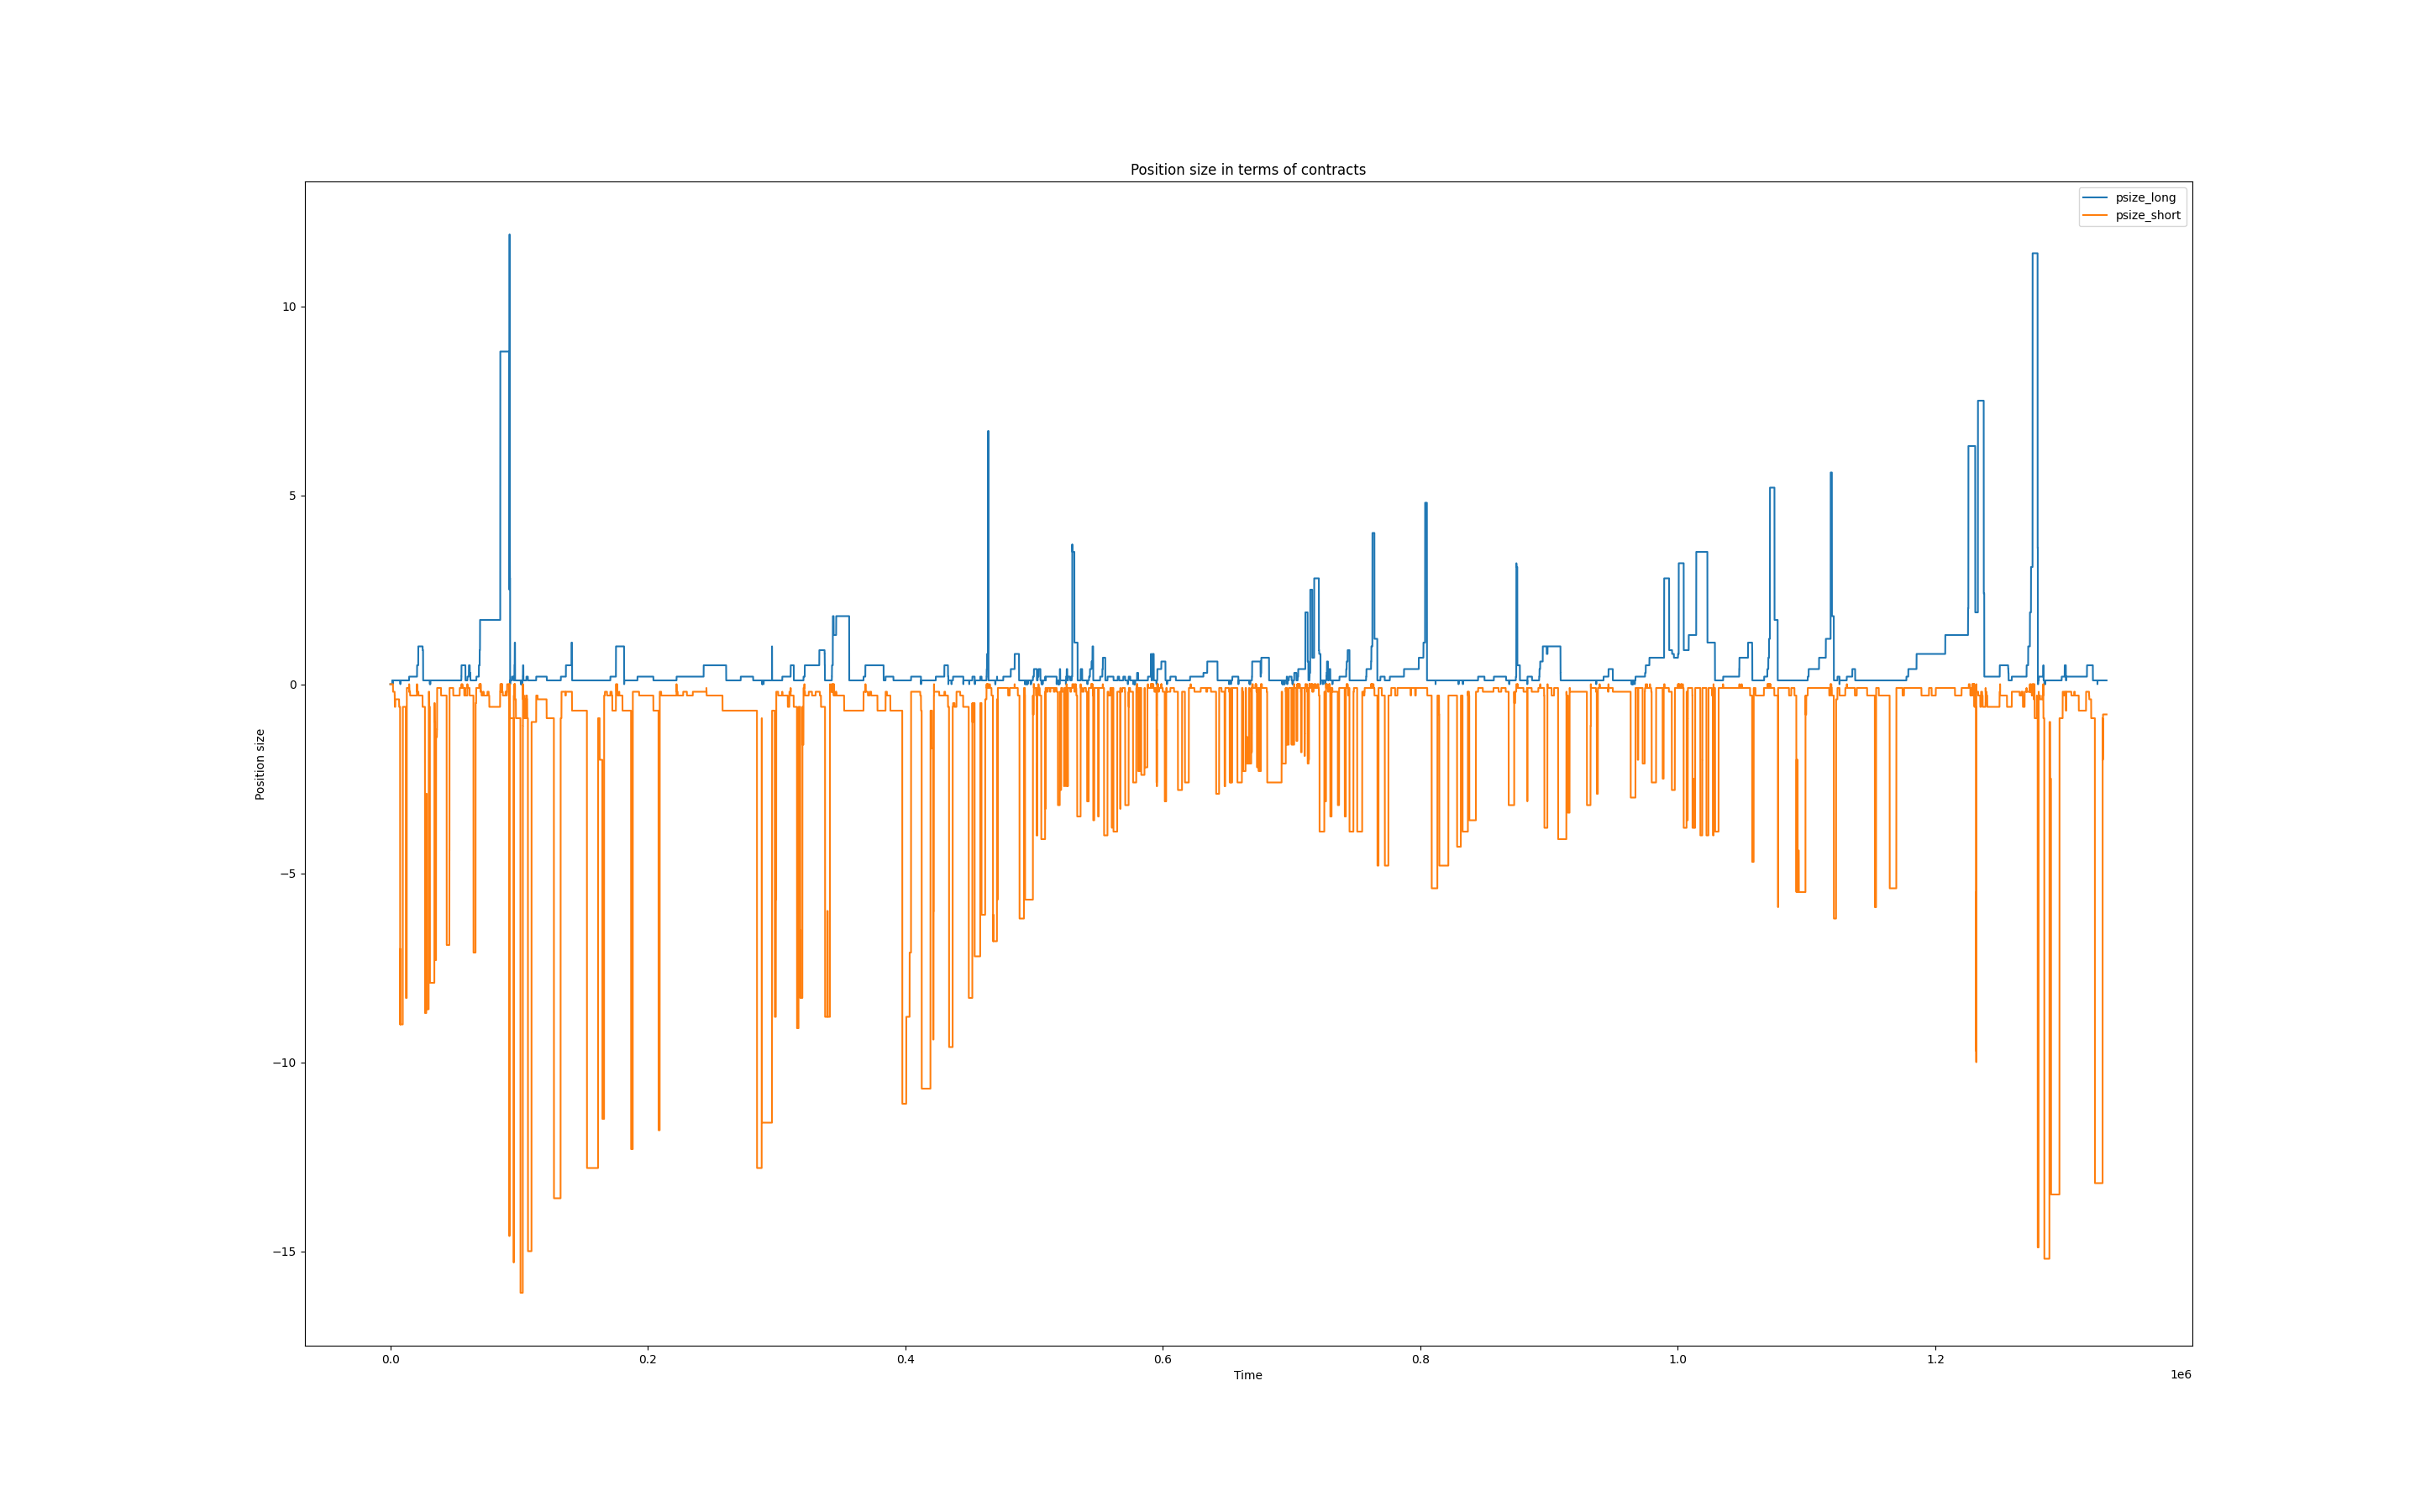 Position size in terms of contracts
psize_long
psize_short
Position size
10
5
0
−5
−10
−15
0.0
0.2
0.4
0.6
0.8
1.0
1.2
1e6
Time